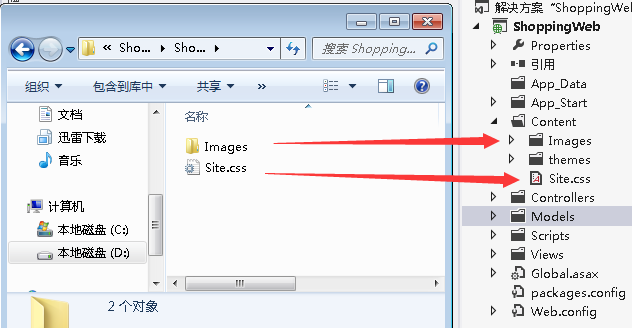 Sho...
Sho...
搜索 Shopping...
组织
包含到库中
共享
»
文档
迅雷下载
音乐
计算机
本地磁盘 (C:)
本地磁盘 (D:)
名称
Images
Site.css
2 个对象
解决方案 "ShoppingWeb
ShoppingWeb
Properties
引用
App_Data
App_Start
Content
Images
themes
Site.css
Controllers
Models
Scripts
Views
Global.asax
packages.config
Web.config